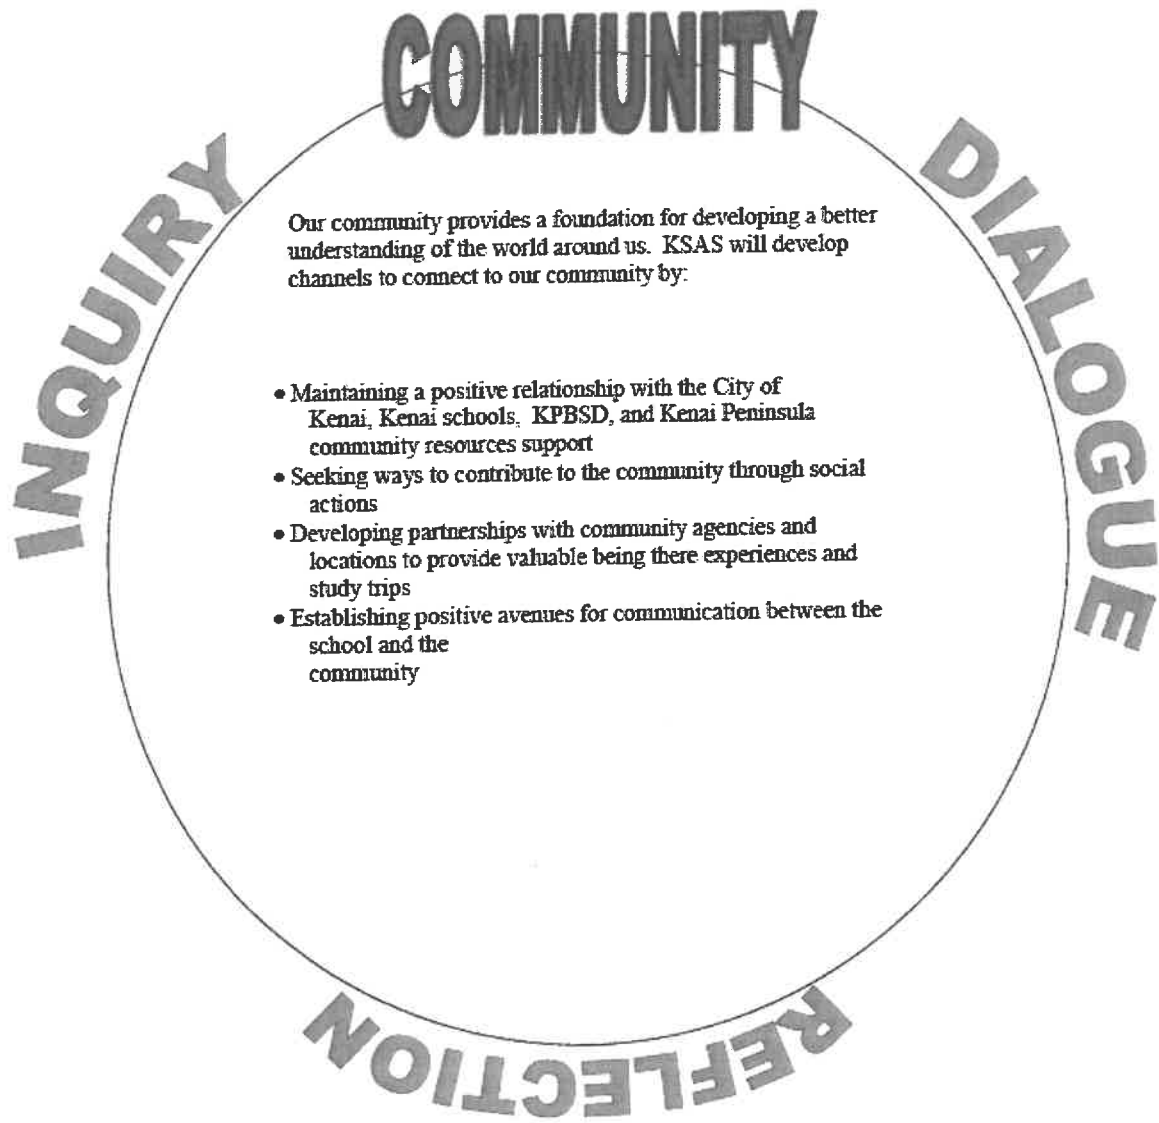 COMMUNITY
INQUIRY
DIALOGUE
Our community provides a foundation for developing a better
understanding of the world around us. KSAS will develop
channels to connect to our community by:
• Maintaining a positive relationship with the City of
Kenai, Kenai schools, KPBSD, and Kenai Peninsula
community resources support
• Seeking ways to contribute to the community through social
actions
• Developing partnerships with community agencies and
locations to provide valuable being there experiences and
study trips
• Establishing positive avenues for communication between the
school and the
community
REFLECTION